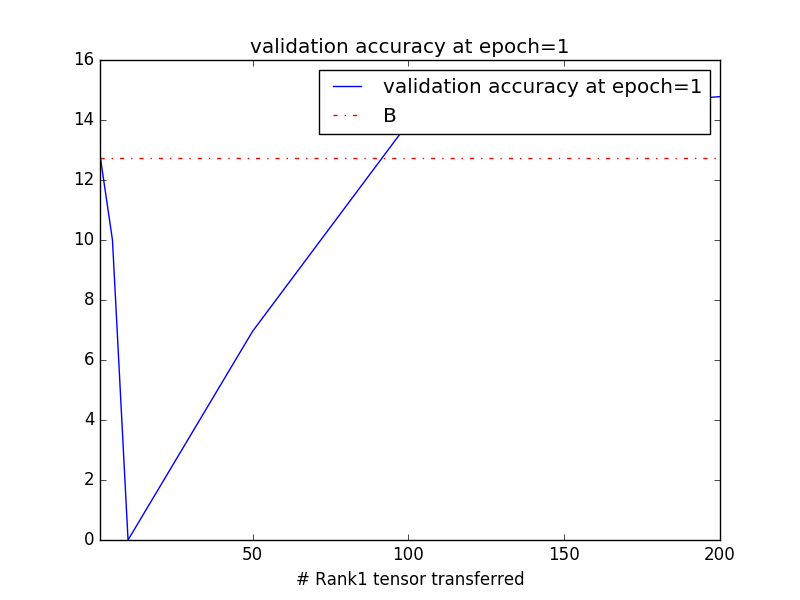 validation accuracy at epoch=1
validation accuracy at epoch=1
B
16
14
12
10
8
6
4
2
0
50 100 150 200
# Rank1 tensor transferred